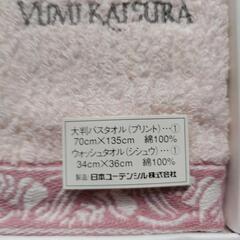 YUMI KATSURA
大判バスタオル(プリント)…①
70cm×135cm 綿100%
ウォッシュタオル(シシュウ)…①
34cm×36cm 綿100%
製造 日本ユーテンシル株式会社